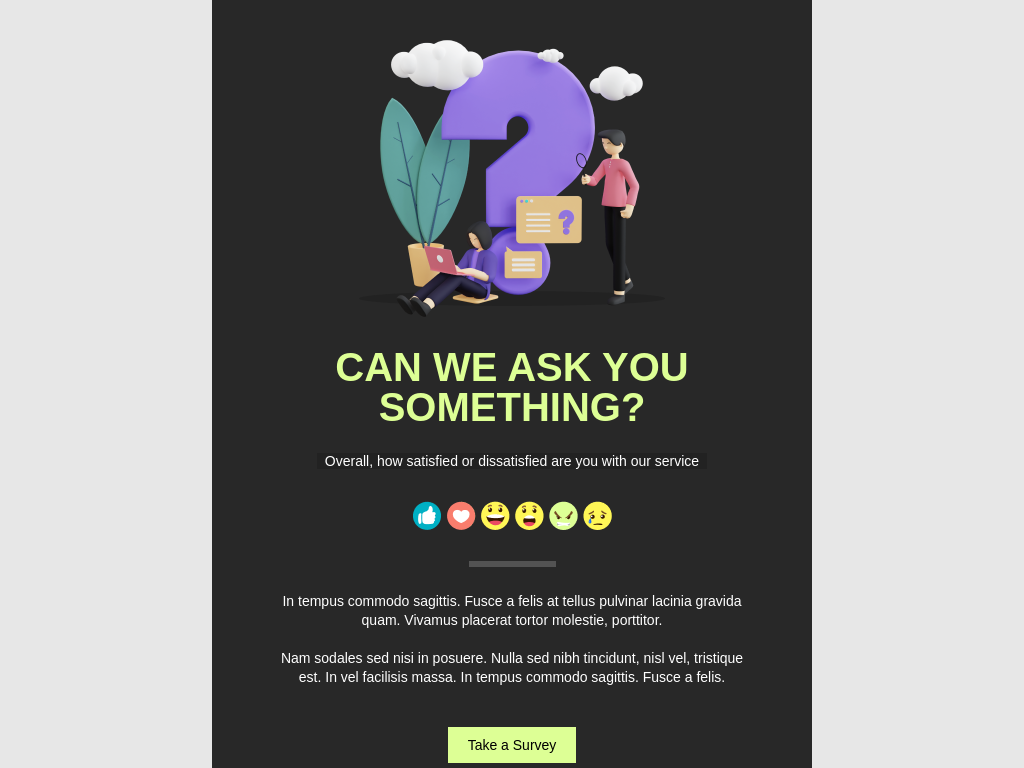 CAN WE ASK YOU
SOMETHING?
Overall, how satisfied or dissatisfied are you with our service
In tempus commodo sagittis. Fusce a felis at tellus pulvinar lacinia gravida
quam. Vivamus placerat tortor molestie, porttitor.
Nam sodales sed nisi in posuere. Nulla sed nibh tincidunt, nisl vel, tristique
est. In vel facilisis massa. In tempus commodo sagittis. Fusce a felis.
Take a Survey